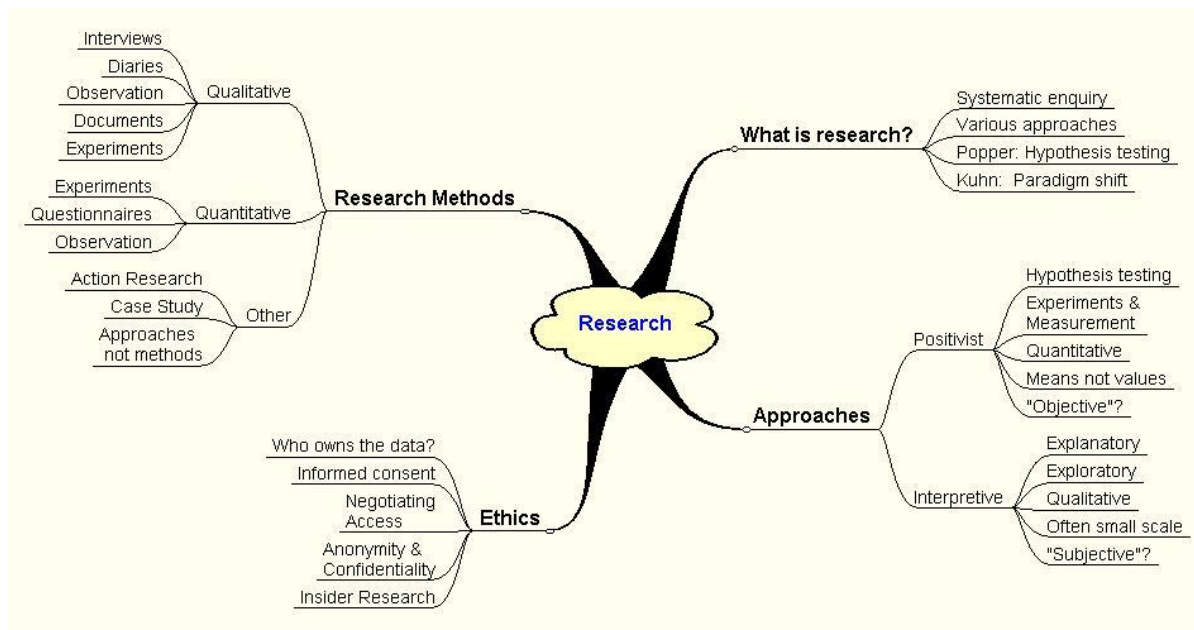 Research
What is research?
Systematic enquiry
Various approaches
Popper: Hypothesis testing
Kuhn: Paradigm shift
Approaches
Positivist
Hypothesis testing
Experiments &
Measurement
Quantitative
Means not values
"Objective"?
Interpretive
Explanatory
Exploratory
Qualitative
Often small scale
"Subjective"?
Research Methods
Qualitative
Interviews
Diaries
Observation
Documents
Experiments
Quantitative
Experiments
Questionnaires
Observation
Other
Action Research
Case Study
Approaches
not methods
Ethics
Who owns the data?
Informed consent
Negotiating
Access
Anonymity &
Confidentiality
Insider Research